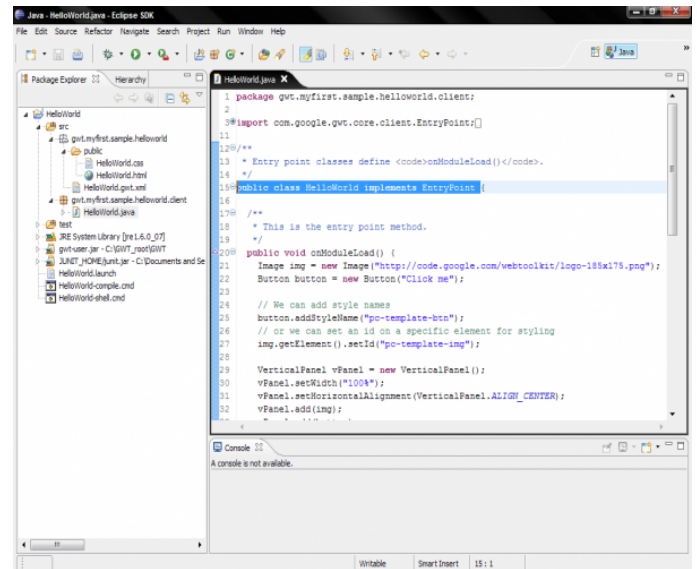 Java - HelloWorld.java - Eclipse SDK
File Edit Source Refactor Navigate Search Project Run Window Help
Java
Package Explorer Hierarchy
HelloWorld
src
gwt.myfirst.sample.helloworld
public
HelloWorld.css
HelloWorld.html
HelloWorld.gwt.xml
gwt.myfirst.sample.helloworld.client
HelloWorld.java
test
JRE System Library [jre1.6.0_07]
gwt-user.jar - C:\GWT_root\GWT
JUNIT_HOME/junit.jar - C:\Documents and Se
HelloWorld.launch
HelloWorld-compile.cmd
HelloWorld-shell.cmd
HelloWorld.java
1 package gwt.myfirst.sample.helloworld.client;
2
3 import com.google.gwt.core.client.EntryPoint;
11
12 /**
13 * Entry point classes define <code>onModuleLoad()</code>.
14 */
15 public class HelloWorld implements EntryPoint {
16
17 /**
18 * This is the entry point method.
19 */
20 public void onModuleLoad() {
21 Image img = new Image("http://code.google.com/webtoolkit/logo-185x175.png");
22 Button button = new Button("Click me");
23
24 // We can add style names
25 button.addStyleName("pc-template-btn");
26 // or we can set an id on a specific element for styling
27 img.getElement().setId("pc-template-img");
28
29 VerticalPanel vPanel = new VerticalPanel();
30 vPanel.setWidth("100%");
31 vPanel.setHorizontalAlignment(VerticalPanel.ALIGN_CENTER);
32 vPanel.add(img);
Console
A console is not available.
Writable Smart Insert 15 : 1